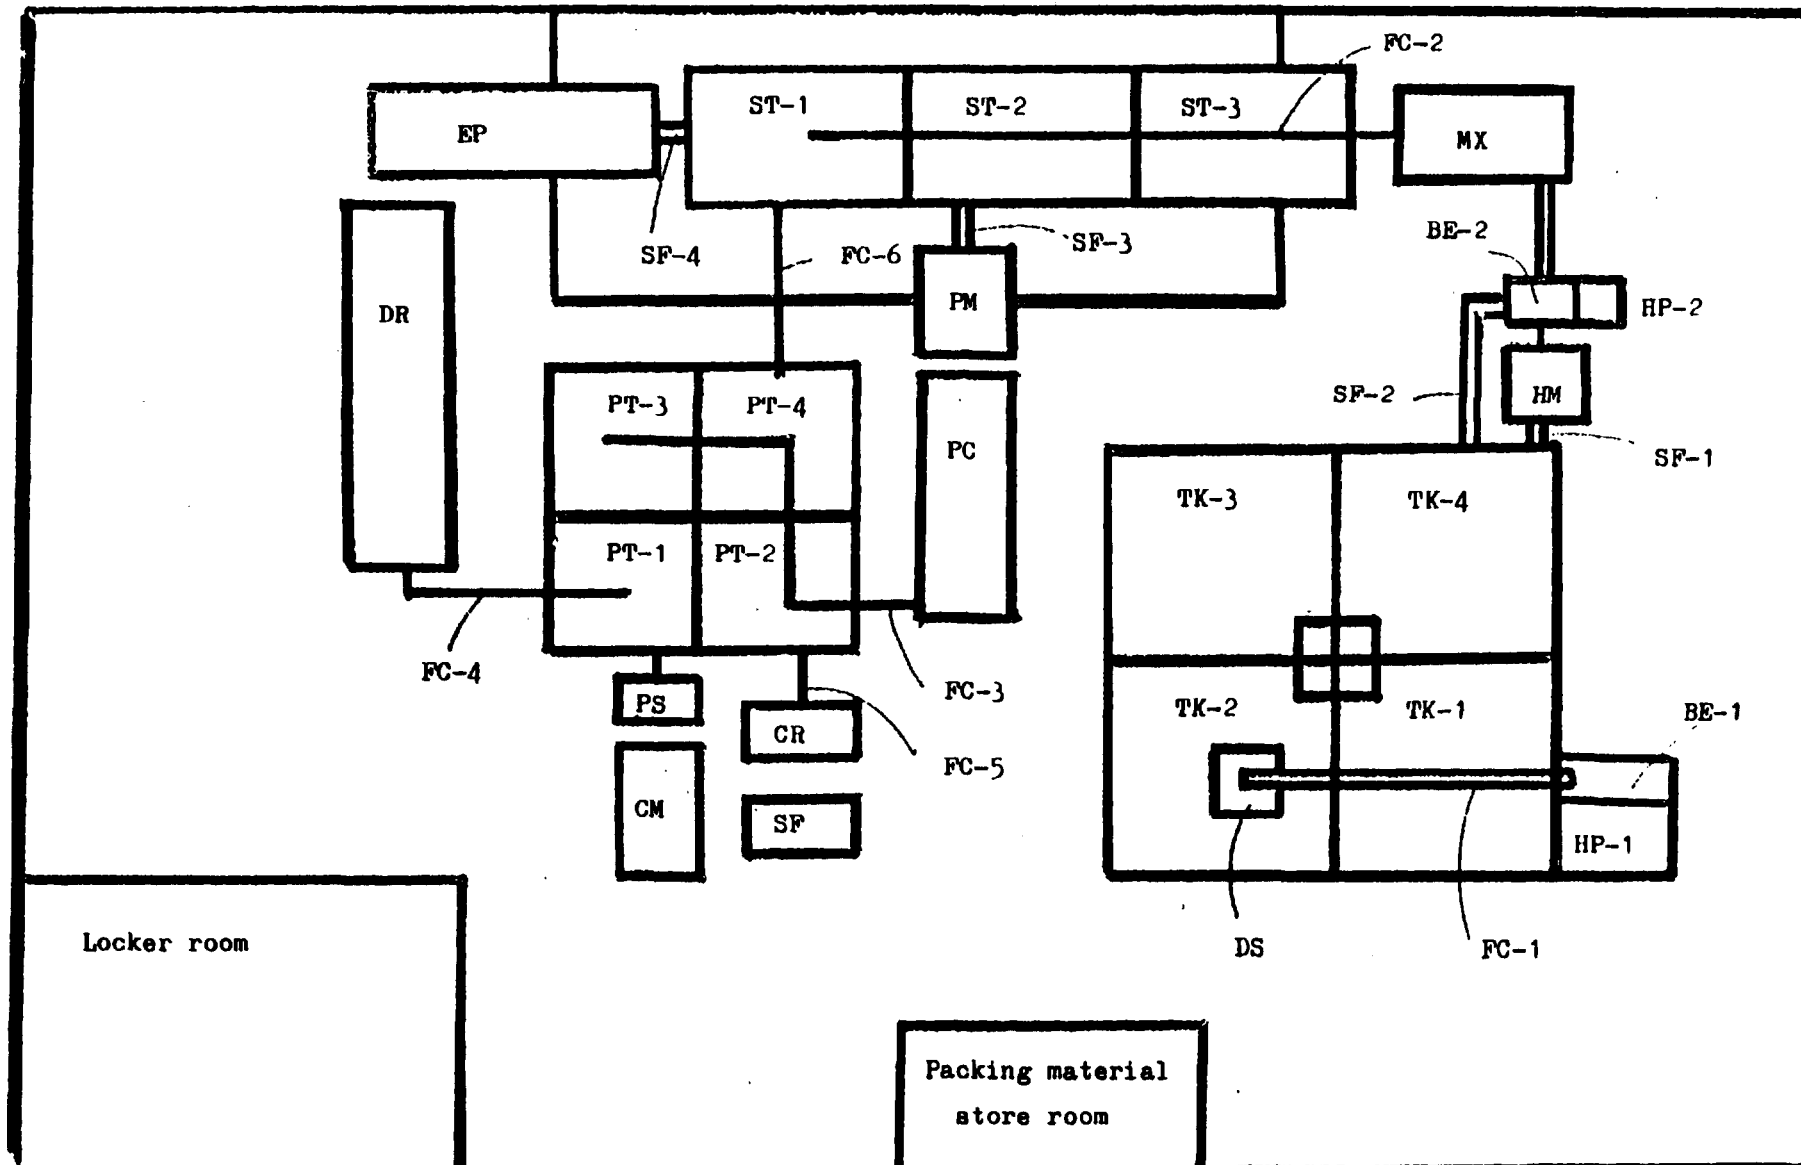 FC-2
ST-1
ST-2
ST-3
EP
MX
SF-4
FC-6
SF-3
BE-2
DR
PM
HP-2
SF-2
HM
PT-3
PT-4
PC
SF-1
TK-3
TK-4
PT-1
PT-2
FC-4
FC-3
PS
TK-2
TK-1
BE-1
CR
FC-5
CM
SF
HP-1
Locker room
DS
FC-1
Packing material
store room